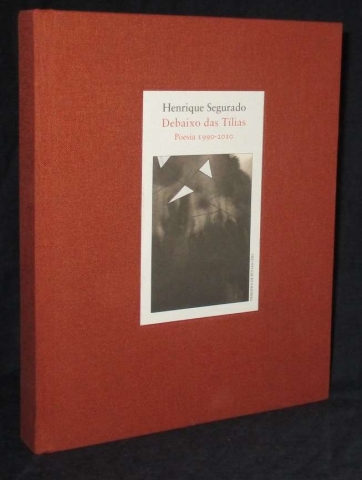 Henrique Segurado
Debaixo das Tílias
Poesia 1990-2010